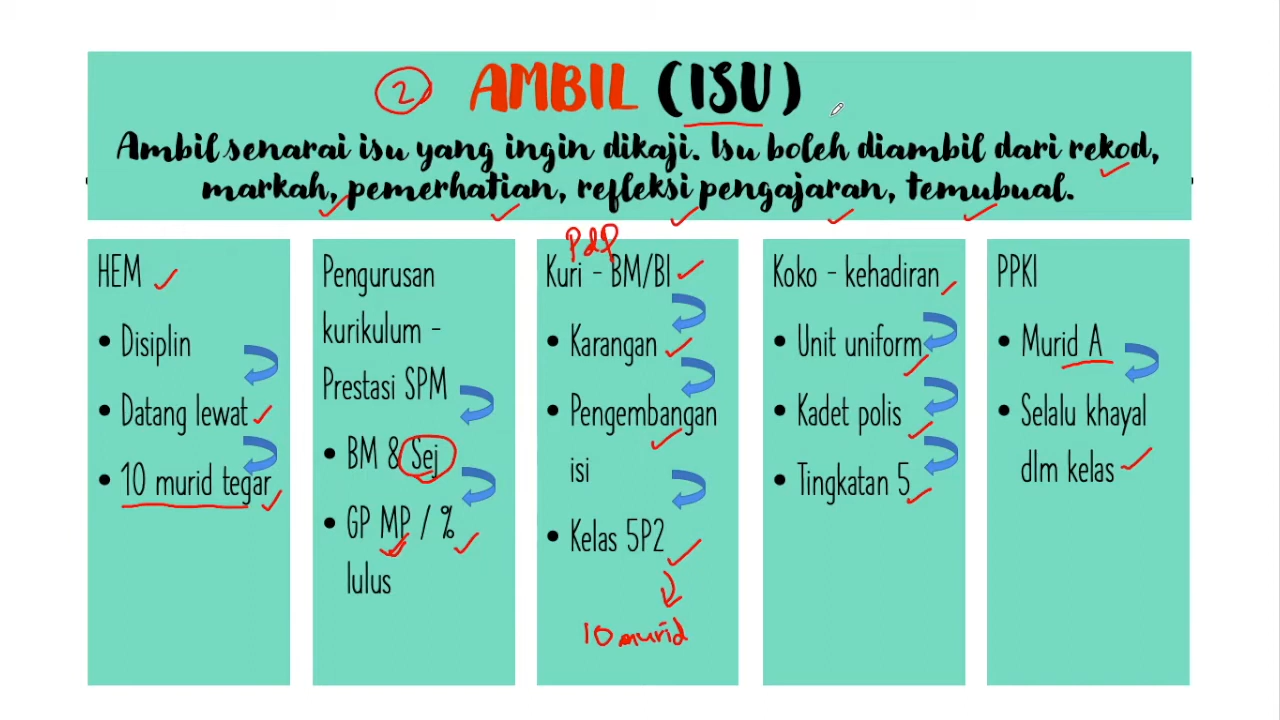 2 AMBIL (ISU)
Ambil senarai isu yang ingin dikaji. Isu boleh diambil dari rekod,
markah, pemerhatian, refleksi pengajaran, temubual.
HEM
• Disiplin
• Datang lewat
• 10 murid tegar
Pengurusan
kurikulum -
Prestasi SPM
• BM & Sej
• GP MP / %
lulus
PdP
Kuri - BM/BI
• Karangan
• Pengembangan
isi
• Kelas 5P2
10 murid
Koko - kehadiran
• Unit uniform
• Kadet polis
• Tingkatan 5
PPKI
• Murid A
• Selalu khayal
dlm kelas